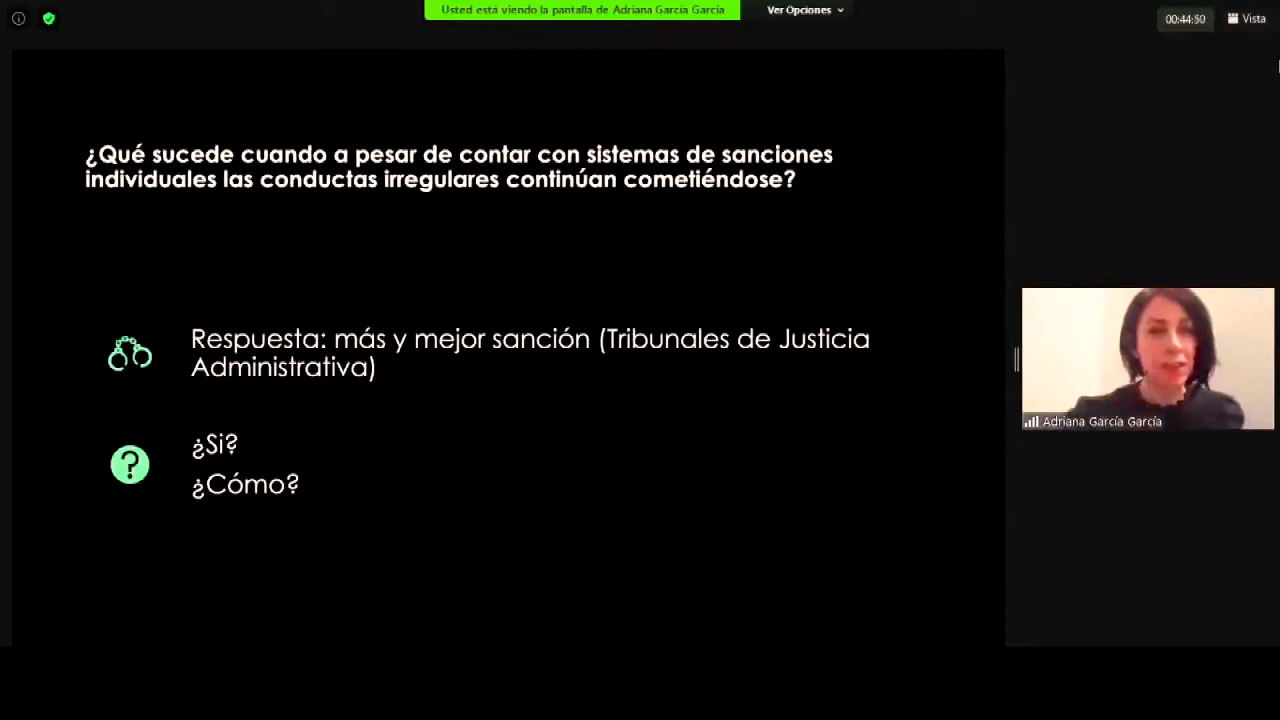 Usted está viendo la pantalla de Adriana García García
Ver Opciones
00:44:50
Vista
¿Qué sucede cuando a pesar de contar con sistemas de sanciones
individuales las conductas irregulares continúan cometiéndose?
Respuesta: más y mejor sanción (Tribunales de Justicia
Administrativa)
¿Si?
¿Cómo?
Adriana García García